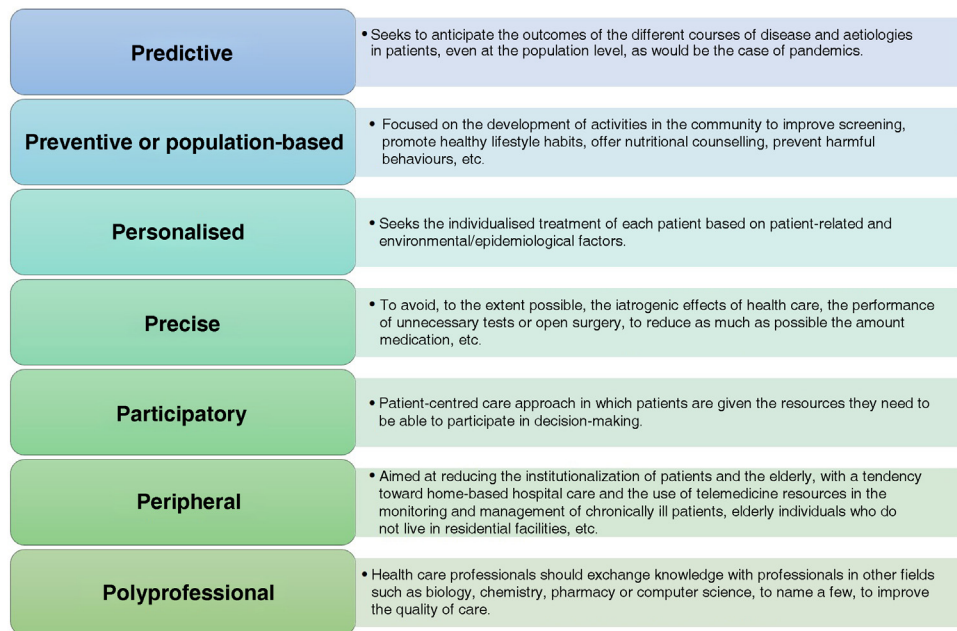 Predictive
• Seeks to anticipate the outcomes of the different courses of disease and aetiologies
in patients, even at the population level, as would be the case of pandemics.
Preventive or population-based
• Focused on the development of activities in the community to improve screening,
promote healthy lifestyle habits, offer nutritional counselling, prevent harmful
behaviours, etc.
Personalised
• Seeks the individualised treatment of each patient based on patient-related and
environmental/epidemiological factors.
Precise
• To avoid, to the extent possible, the iatrogenic effects of health care, the performance
of unnecessary tests or open surgery, to reduce as much as possible the amount
medication, etc.
Participatory
• Patient-centred care approach in which patients are given the resources they need to
be able to participate in decision-making.
Peripheral
• Aimed at reducing the institutionalization of patients and the elderly, with a tendency
toward home-based hospital care and the use of telemedicine resources in the
monitoring and management of chronically ill patients, elderly individuals who do
not live in residential facilities, etc.
Polyprofessional
• Health care professionals should exchange knowledge with professionals in other fields
such as biology, chemistry, pharmacy or computer science, to name a few, to improve
the quality of care.